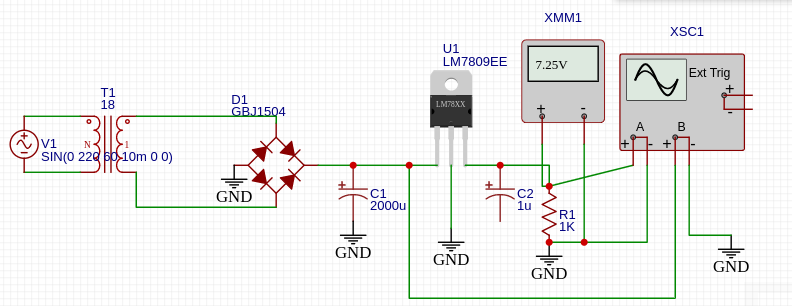 XMM1
7.25V
+ -
XSC1
Ext Trig
+
-
A B
+ - + -
U1
LM7809EE
LM78XX
T1
18
N 1
V1
SIN(0 220 60 10m 0 0)
D1
GBJ1504
GND
+
C1
2000u
GND
GND
+
C2
1u
R1
1K
GND
GND